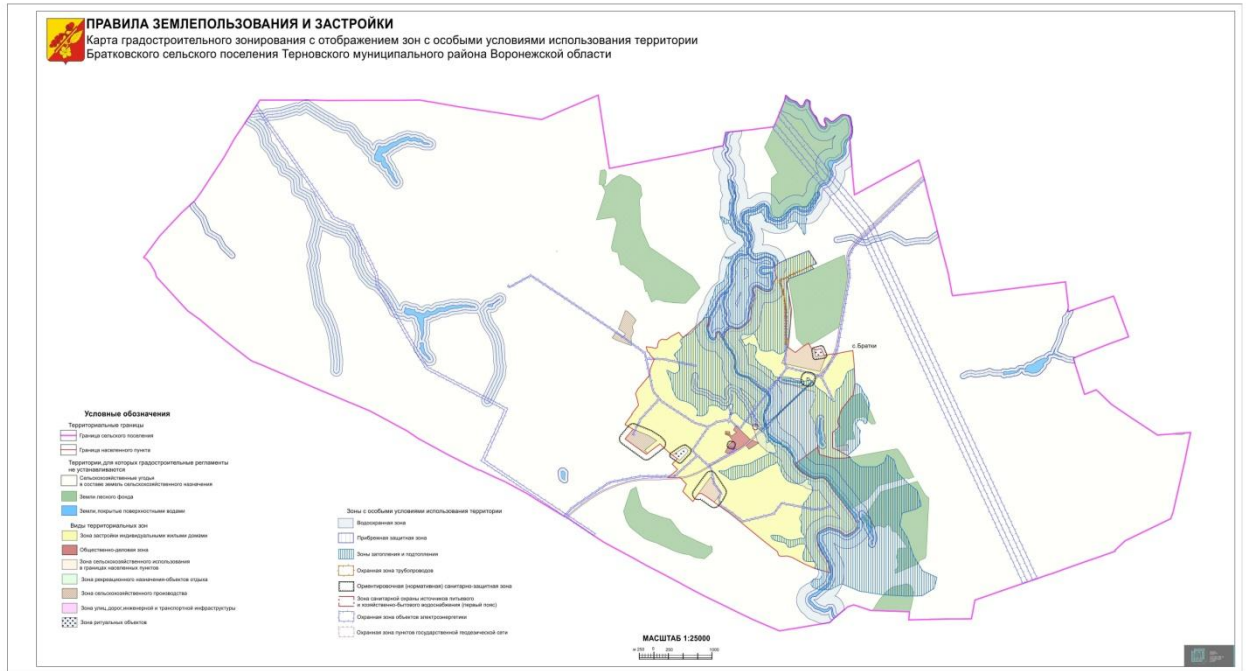 ПРАВИЛА ЗЕМЛЕПОЛЬЗОВАНИЯ И ЗАСТРОЙКИ
Карта градостроительного зонирования с отображением зон с особыми условиями использования территории
Братковского сельского поселения Терновского муниципального района Воронежской области
с.Братки
Условные обозначения
Территориальные границы
Граница сельского поселения
Граница населенного пункта
Территории, для которых градостроительные регламенты
не устанавливаются
Сельскохозяйственные угодья
в составе земель сельскохозяйственного назначения
Земли лесного фонда
Земли, покрытые поверхностными водами
Виды территориальных зон
Зона застройки индивидуальными жилыми домами
Общественно-деловая зона
Зона сельскохозяйственного использования
в границах населенных пунктов
Зона рекреационного назначения-объектов отдыха
Зона сельскохозяйственного производства
Зона улиц, дорог, инженерной и транспортной инфраструктуры
Зона ритуальных объектов
Зоны с особыми условиями использования территории
Водоохранная зона
Прибрежная защитная зона
Зоны затопления и подтопления
Охранная зона трубопроводов
Ориентировочная (нормативная) санитарно-защитная зона
Зона санитарной охраны источников питьевого
и хозяйственно-бытового водоснабжения (первый пояс)
Охранная зона объектов электроэнергетики
Охранная зона пунктов государственной геодезической сети
МАСШТАБ 1:25000
м 250 0 250 1000